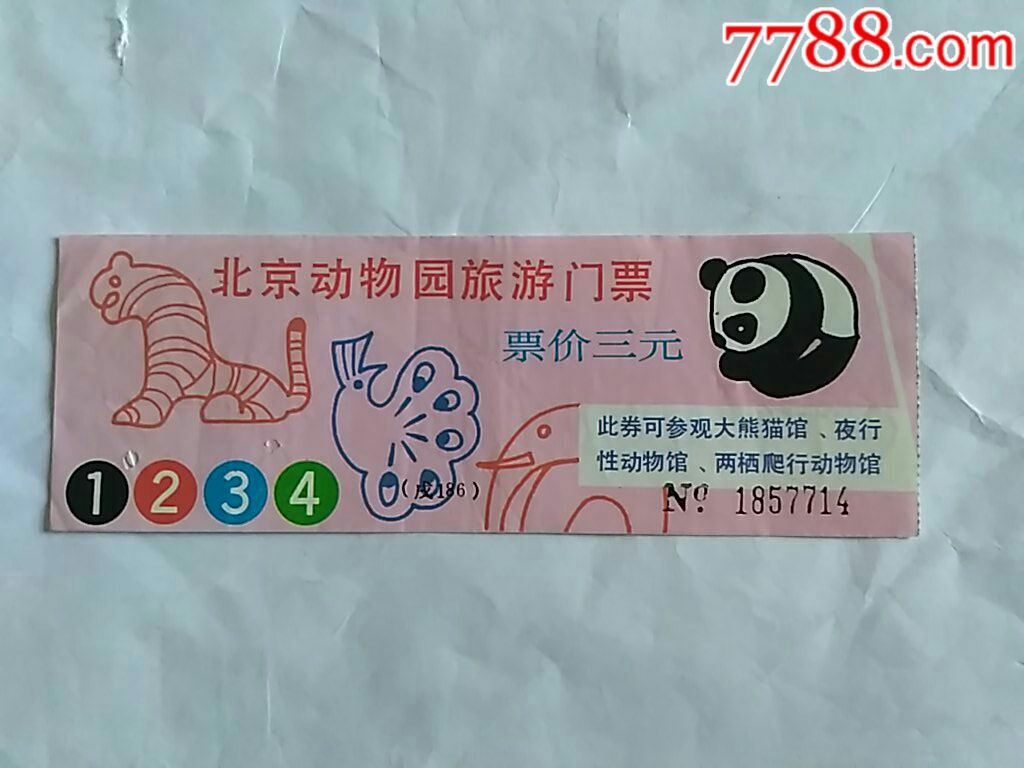 7788.com
北京动物园旅游门票
票价三元
此券可参观大熊猫馆、夜行
性动物馆、两栖爬行动物馆
1 2 3 4
(戌186)
Nº 1857714